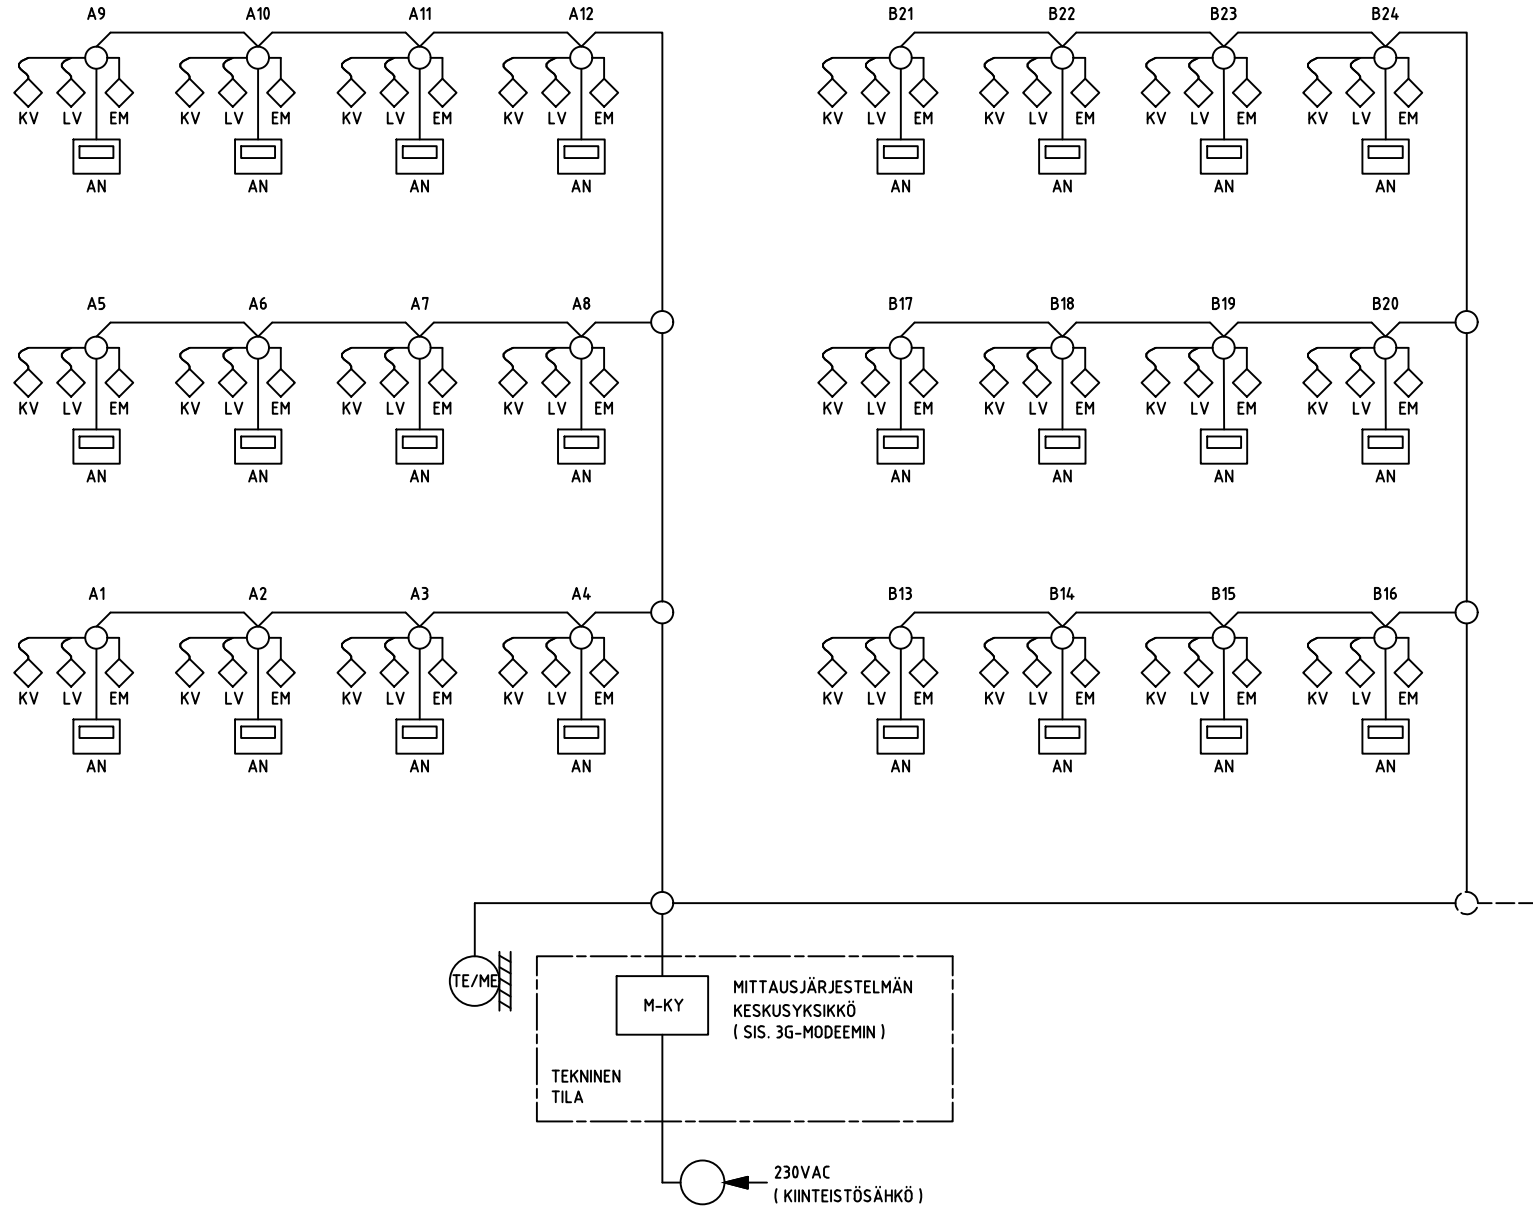 A9 A10 A11 A12 B21 B22 B23 B24
KV LV EM KV LV EM KV LV EM KV LV EM KV LV EM KV LV EM KV LV EM KV LV EM
AN AN AN AN AN AN AN AN
A5 A6 A7 A8 B17 B18 B19 B20
KV LV EM KV LV EM KV LV EM KV LV EM KV LV EM KV LV EM KV LV EM KV LV EM
AN AN AN AN AN AN AN AN
A1 A2 A3 A4 B13 B14 B15 B16
KV LV EM KV LV EM KV LV EM KV LV EM KV LV EM KV LV EM KV LV EM KV LV EM
AN AN AN AN AN AN AN AN
TE/ME
M-KY
MITTAUSJÄRJESTELMÄN
KESKUSYKSIKKÖ
( SIS. 3G-MODEEMIN )
TEKNINEN
TILA
230VAC
( KIINTEISTÖSÄHKÖ )